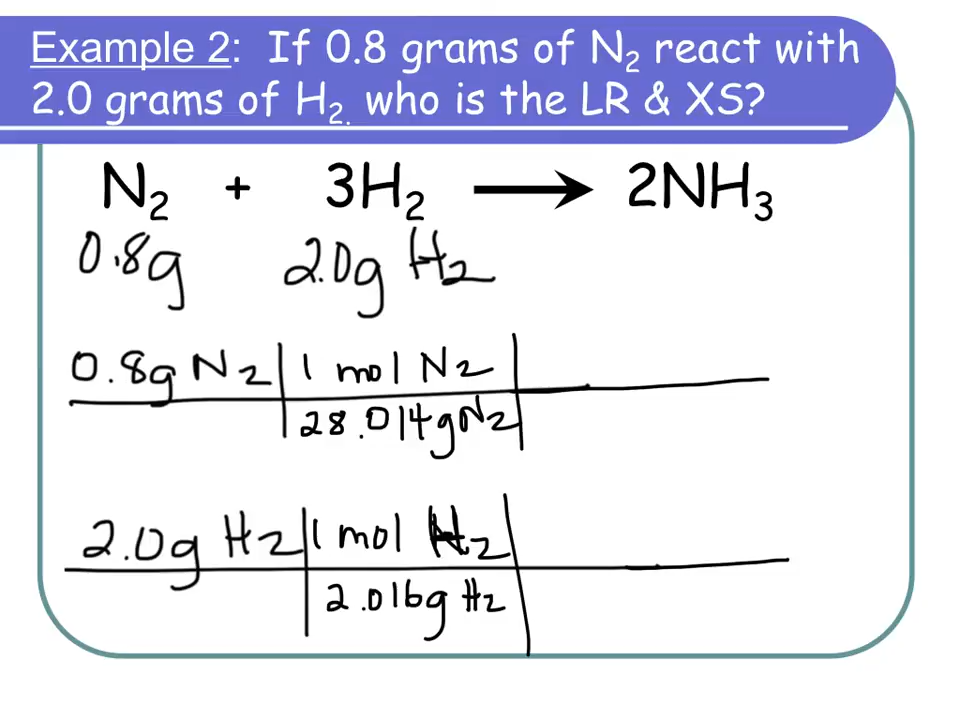 Example 2: If 0.8 grams of N₂ react with
2.0 grams of H₂. who is the LR & XS?
N₂ + 3H₂ → 2NH₃
0.8g 2.0g H₂
0.8g N₂ 1 mol N₂
28.014g N₂
2.0g H₂ 1 mol H₂
2.016g H₂